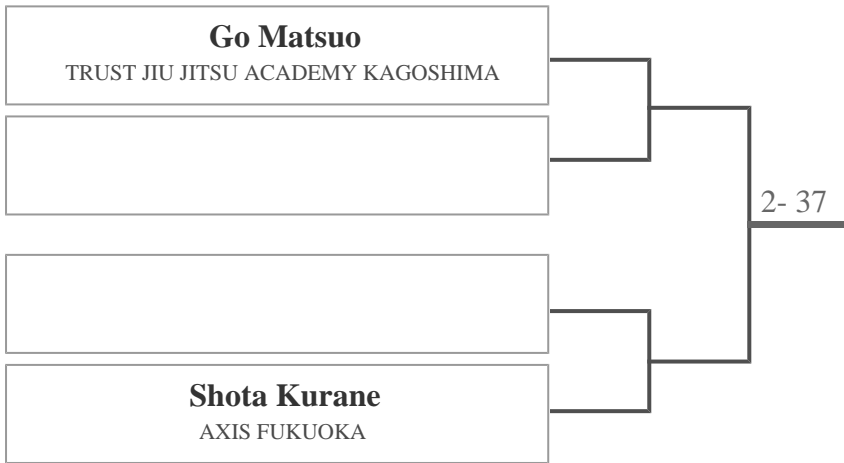 Go Matsuo
TRUST JIU JITSU ACADEMY KAGOSHIMA
2- 37
Shota Kurane
AXIS FUKUOKA